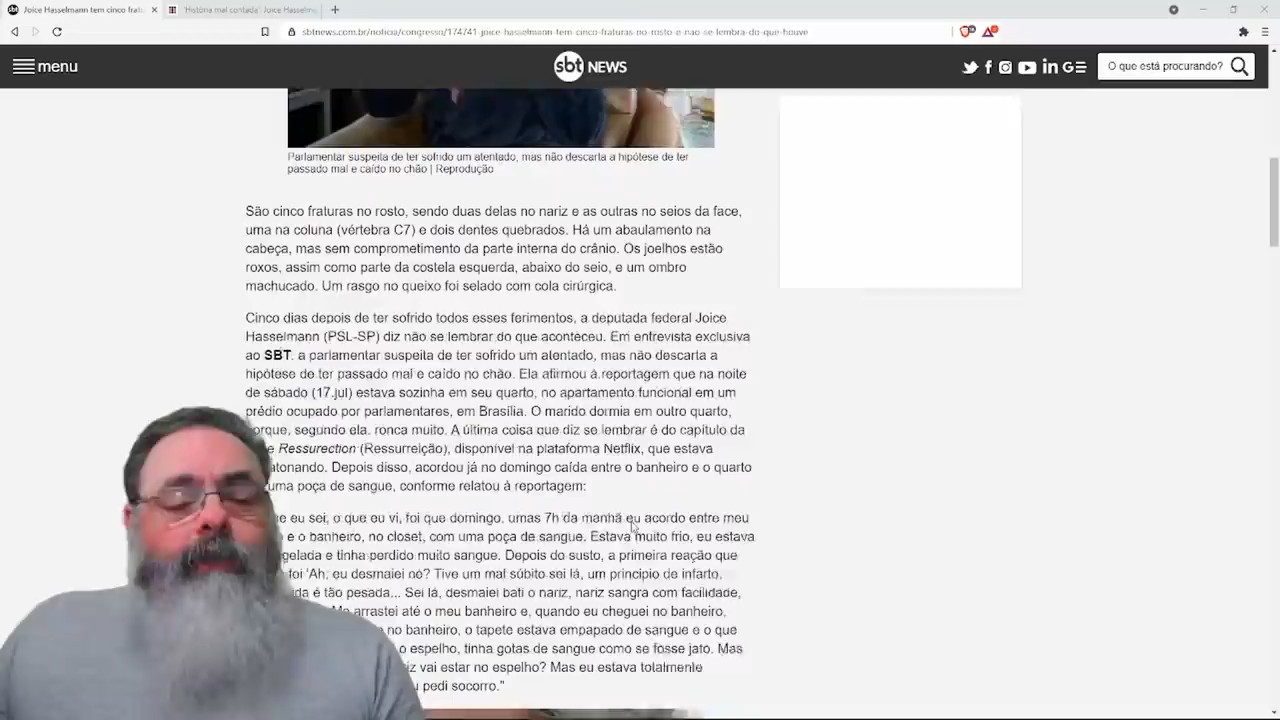 Joice Hasselmann tem cinco fratu
'História mal contada': Joice Hasselm
sbtnews.com.br/noticia/congresso/174741-joice-hasselmann-tem-cinco-fraturas-no-rosto-e-nao-se-lembra-do-que-houve
menu
sbt NEWS
O que está procurando?
Parlamentar suspeita de ter sofrido um atentado, mas não descarta a hipótese de ter
passado mal e caído no chão | Reprodução
São cinco fraturas no rosto, sendo duas delas no nariz e as outras no seios da face,
uma na coluna (vértebra C7) e dois dentes quebrados. Há um abaulamento na
cabeça, mas sem comprometimento da parte interna do crânio. Os joelhos estão
roxos, assim como parte da costela esquerda, abaixo do seio, e um ombro
machucado. Um rasgo no queixo foi selado com cola cirúrgica.
Cinco dias depois de ter sofrido todos esses ferimentos, a deputada federal Joice
Hasselmann (PSL-SP) diz não se lembrar do que aconteceu. Em entrevista exclusiva
ao SBT, a parlamentar suspeita de ter sofrido um atentado, mas não descarta a
hipótese de ter passado mal e caído no chão. Ela afirmou à reportagem que na noite
de sábado (17.jul) estava sozinha em seu quarto, no apartamento funcional em um
prédio ocupado por parlamentares, em Brasília. O marido dormia em outro quarto,
porque, segundo ela, ronca muito. A última coisa que diz se lembrar é do capítulo da
Ressurection (Ressurreição), disponível na plataforma Netflix, que estava
atonando. Depois disso, acordou já no domingo caída entre o banheiro e o quarto
uma poça de sangue, conforme relatou à reportagem:
e eu sei, o que eu vi, foi que domingo, umas 7h da manhã eu acordo entre meu
e o banheiro, no closet, com uma poça de sangue. Estava muito frio, eu estava
gelada e tinha perdido muito sangue. Depois do susto, a primeira reação que
foi 'Ah, eu desmaiei né? Tive um mal súbito sei lá, um princípio de infarto,
da é tão pesada... Sei lá, desmaiei bati o nariz, nariz sangra com facilidade,
Me arrastei até o meu banheiro e, quando eu cheguei no banheiro,
no banheiro, o tapete estava empapado de sangue e o que
o espelho, tinha gotas de sangue como se fosse jato. Mas
iz vai estar no espelho? Mas eu estava totalmente
u pedi socorro."